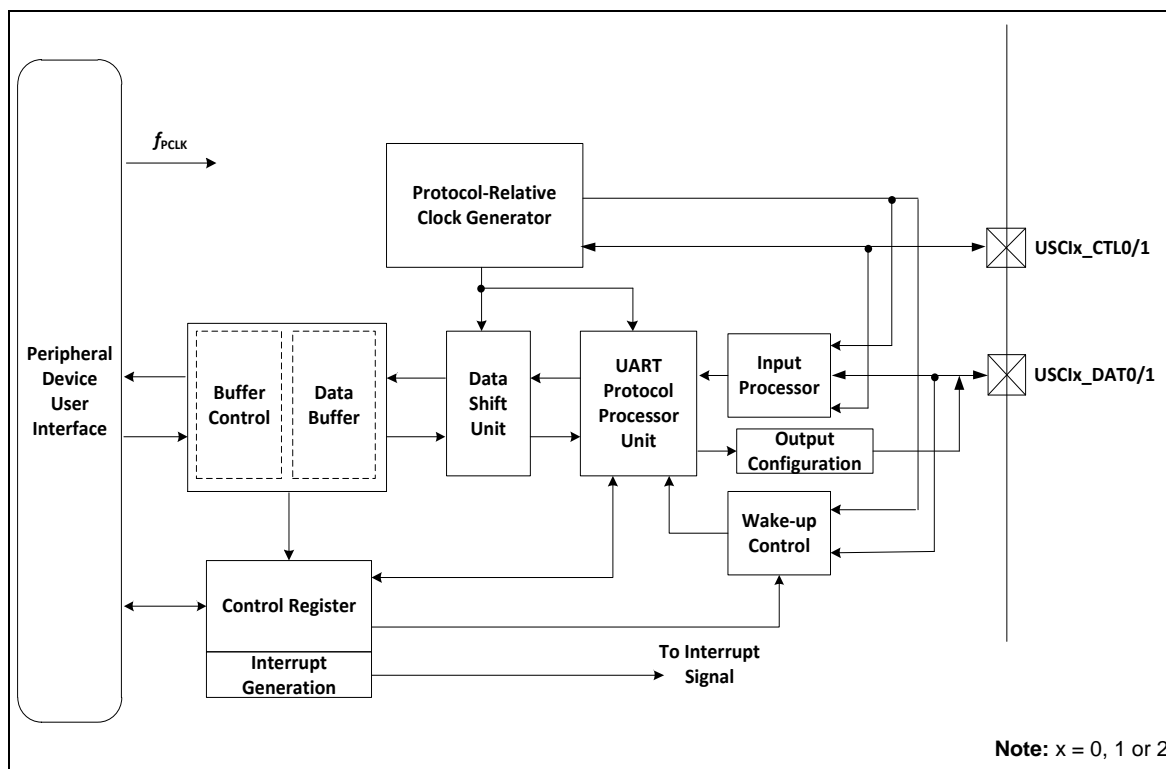 fPCLK
Protocol-Relative
Clock Generator
USCIx_CTL0/1
Peripheral
Device
User
Interface
Buffer
Control
Data
Buffer
Data
Shift
Unit
UART
Protocol
Processor
Unit
Input
Processor
USCIx_DAT0/1
Output
Configuration
Wake-up
Control
Control Register
Interrupt
Generation
To Interrupt
Signal
Note: x = 0, 1 or 2